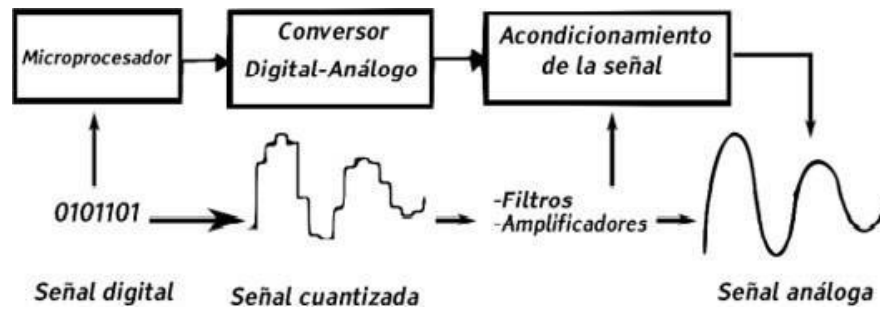 Microprocesador
Conversor
Digital-Análogo
Acondicionamiento
de la señal
0101101
-Filtros
-Amplificadores
Señal digital
Señal cuantizada
Señal análoga